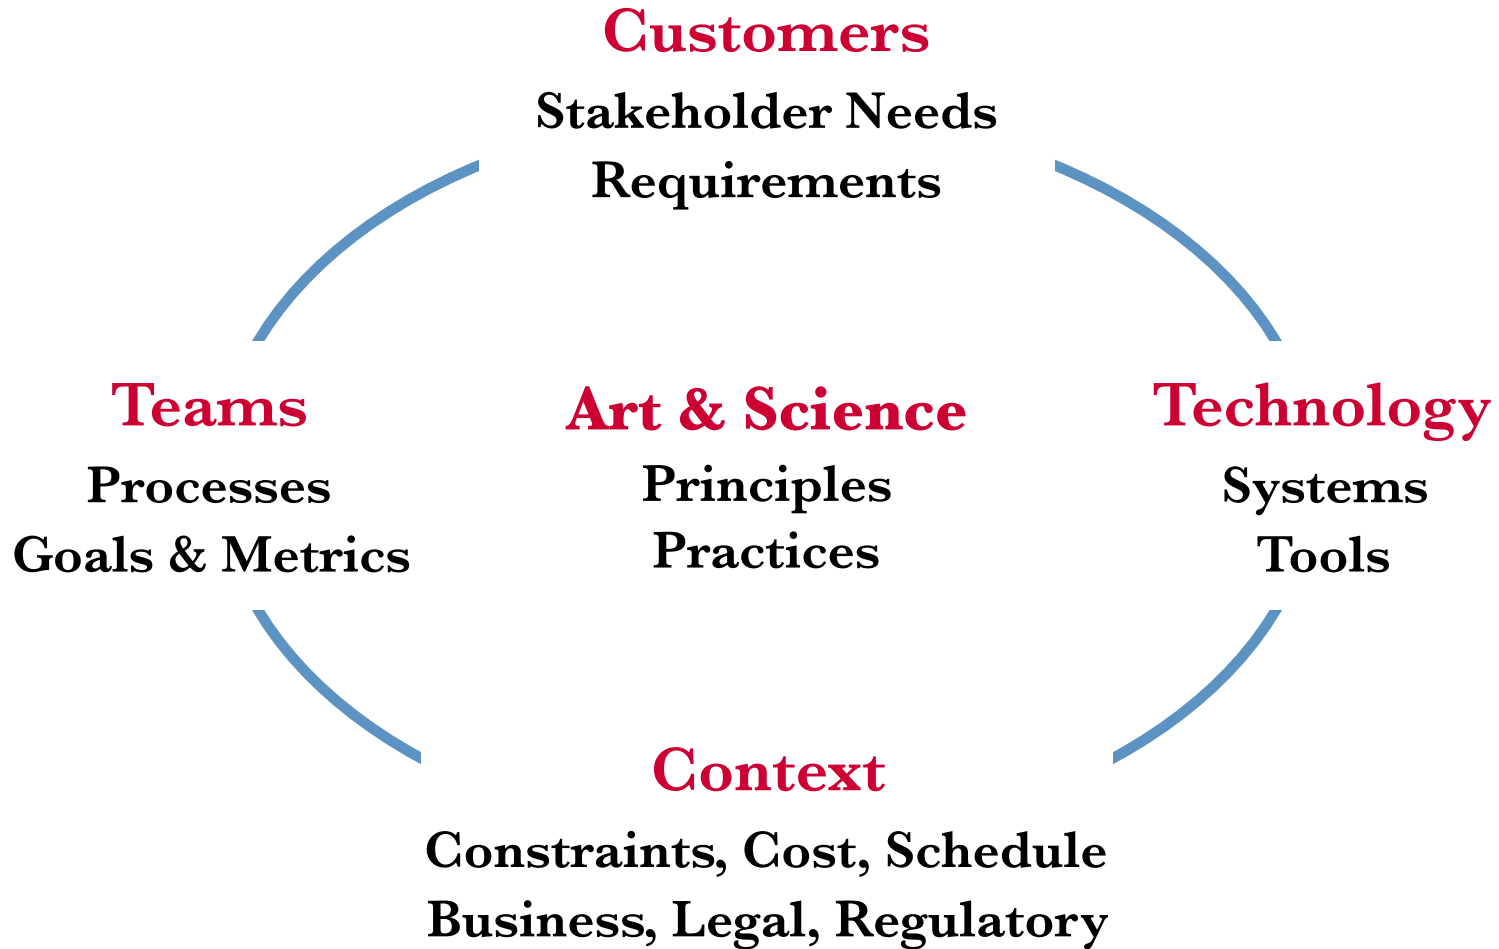 Customers
Stakeholder Needs
Requirements
Teams
Processes
Goals & Metrics
Art & Science
Principles
Practices
Technology
Systems
Tools
Context
Constraints, Cost, Schedule
Business, Legal, Regulatory